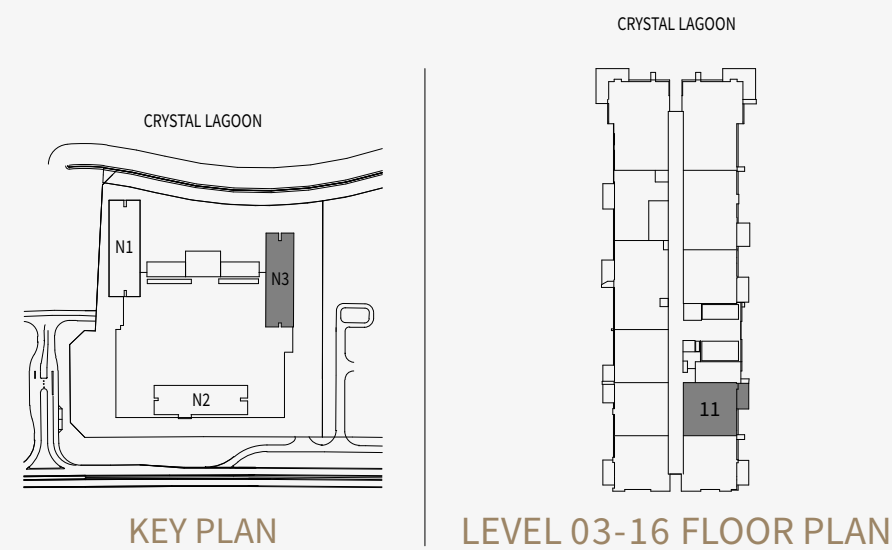 CRYSTAL LAGOON
N1
N3
N2
KEY PLAN
CRYSTAL LAGOON
11
LEVEL 03-16 FLOOR PLAN